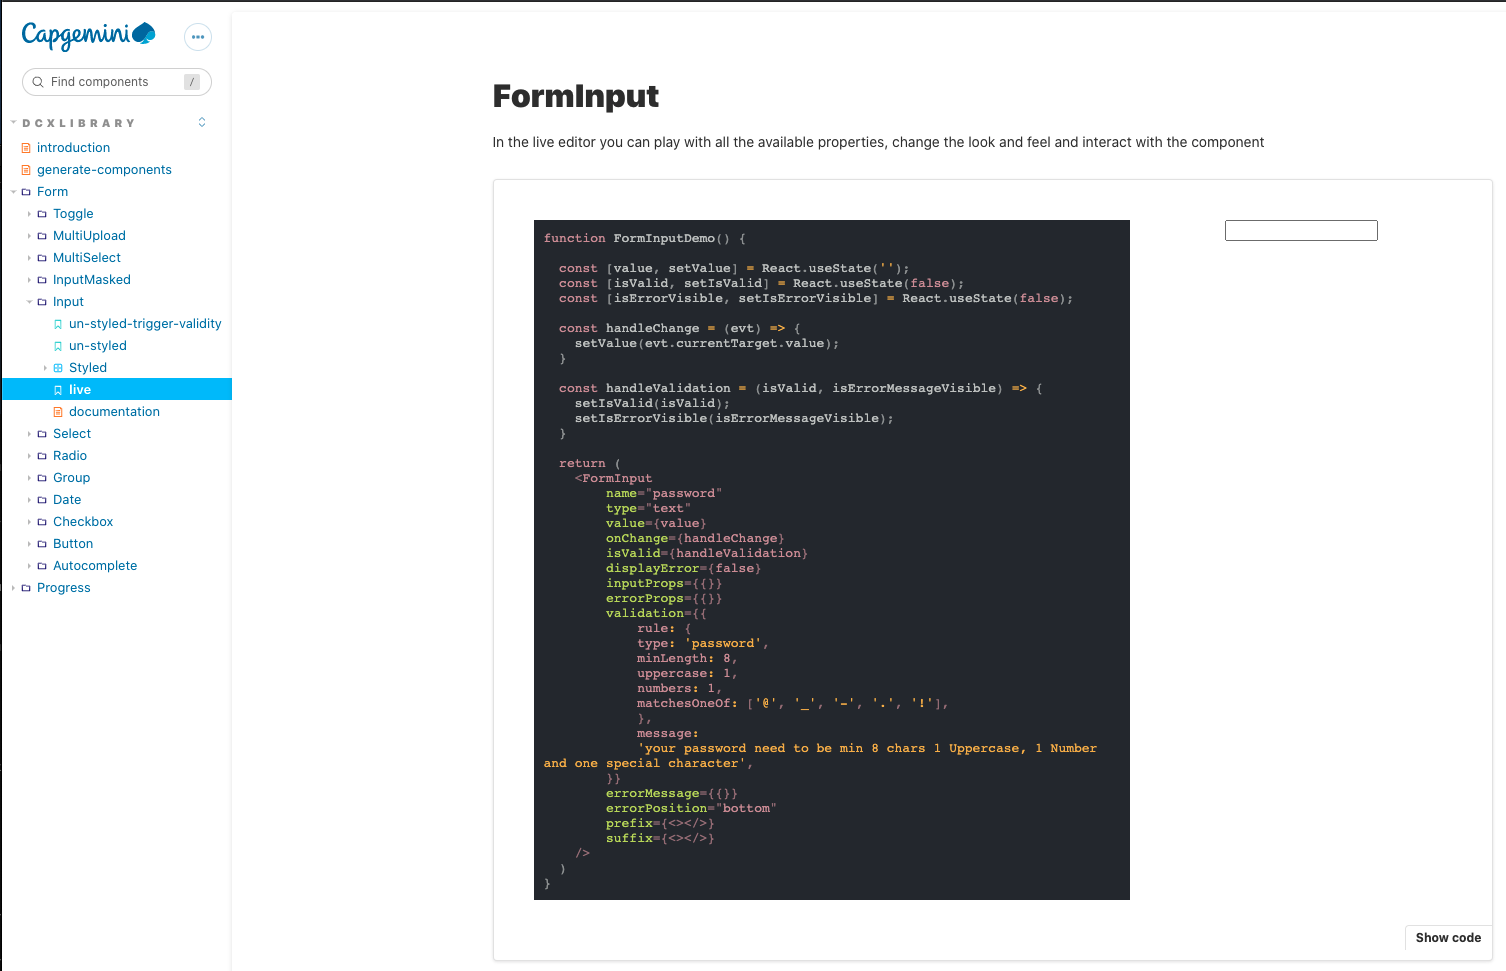 Capgemini
Find components /
DCXLIBRARY
introduction
generate-components
Form
Toggle
MultiUpload
MultiSelect
InputMasked
Input
un-styled-trigger-validity
un-styled
Styled
live
documentation
Select
Radio
Group
Date
Checkbox
Button
Autocomplete
Progress
FormInput
In the live editor you can play with all the available properties, change the look and feel and interact with the component
function FormInputDemo() {
const [value, setValue] = React.useState('');
const [isValid, setIsValid] = React.useState(false);
const [isErrorVisible, setIsErrorVisible] = React.useState(false);
const handleChange = (evt) => {
setValue(evt.currentTarget.value);
}
const handleValidation = (isValid, isErrorMessageVisible) => {
setIsValid(isValid);
setIsErrorVisible(isErrorMessageVisible);
}
return (
<FormInput
name="password"
type="text"
value={value}
onChange={handleChange}
isValid={handleValidation}
displayError={false}
inputProps={{}}
errorProps={{}}
validation={{
rule: {
type: 'password',
minLength: 8,
uppercase: 1,
numbers: 1,
matchesOneOf: ['@', '_', '-', '.', '!'],
},
message:
'your password need to be min 8 chars 1 Uppercase, 1 Number
and one special character',
}}
errorMessage={{}}
errorPosition="bottom"
prefix={<></>}
suffix={<></>}
/>
)
}
Show code